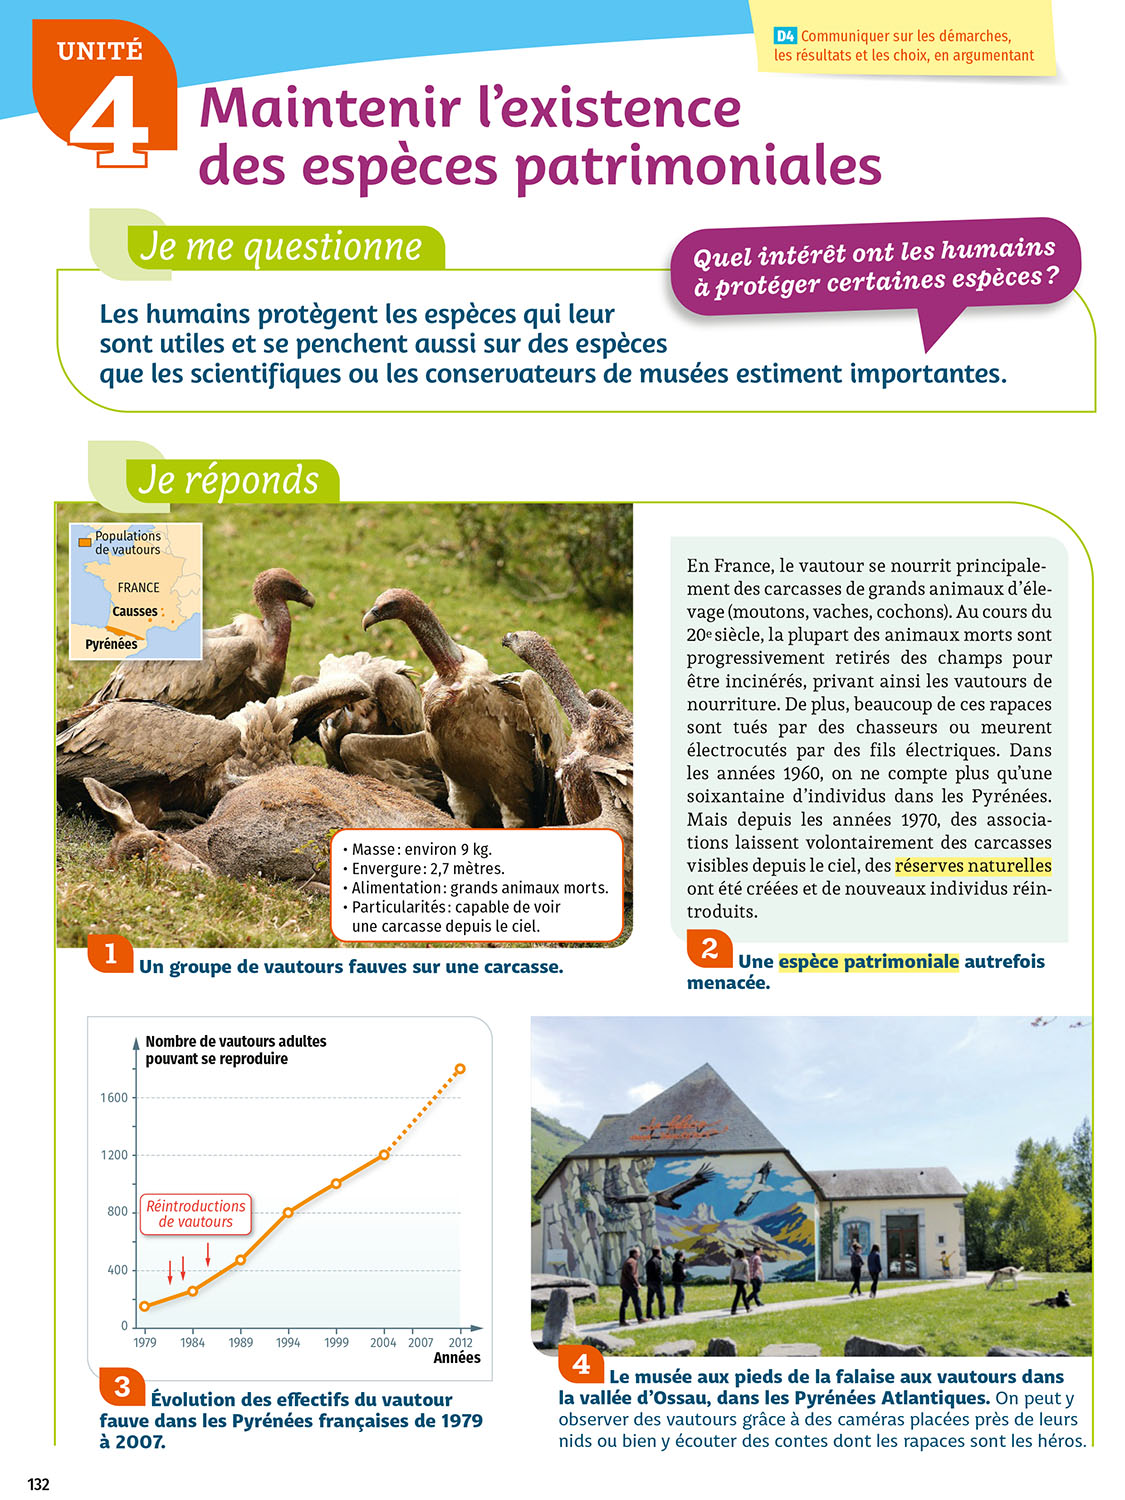 UNITÉ
4
D4 Communiquer sur les démarches,
les résultats et les choix, en argumentant
Maintenir l’existence
des espèces patrimoniales
Je me questionne
Quel intérêt ont les humains
à protéger certaines espèces ?
Les humains protègent les espèces qui leur
sont utiles et se penchent aussi sur des espèces
que les scientifiques ou les conservateurs de musées estiment importantes.
Je réponds
Populations
de vautours
FRANCE
Causses
Pyrénées
• Masse : environ 9 kg.
• Envergure : 2,7 mètres.
• Alimentation : grands animaux morts.
• Particularités : capable de voir
une carcasse depuis le ciel.
1 Un groupe de vautours fauves sur une carcasse.
En France, le vautour se nourrit principale-
ment des carcasses de grands animaux d’éle-
vage (moutons, vaches, cochons). Au cours du
20e siècle, la plupart des animaux morts sont
progressivement retirés des champs pour
être incinérés, privant ainsi les vautours de
nourriture. De plus, beaucoup de ces rapaces
sont tués par des chasseurs ou meurent
électrocutés par des fils électriques. Dans
les années 1960, on ne compte plus qu’une
soixantaine d’individus dans les Pyrénées.
Mais depuis les années 1970, des associa-
tions laissent volontairement des carcasses
visibles depuis le ciel, des réserves naturelles
ont été créées et de nouveaux individus réin-
troduits.
2 Une espèce patrimoniale autrefois
menacée.
Nombre de vautours adultes
pouvant se reproduire
1600
1200
800
400
0
Réintroductions
de vautours
1979 1984 1989 1994 1999 2004 2007 2012
Années
3 Évolution des effectifs du vautour
fauve dans les Pyrénées françaises de 1979
à 2007.
4 Le musée aux pieds de la falaise aux vautours dans
la vallée d’Ossau, dans les Pyrénées Atlantiques. On peut y
observer des vautours grâce à des caméras placées près de leurs
nids ou bien y écouter des contes dont les rapaces sont les héros.
132